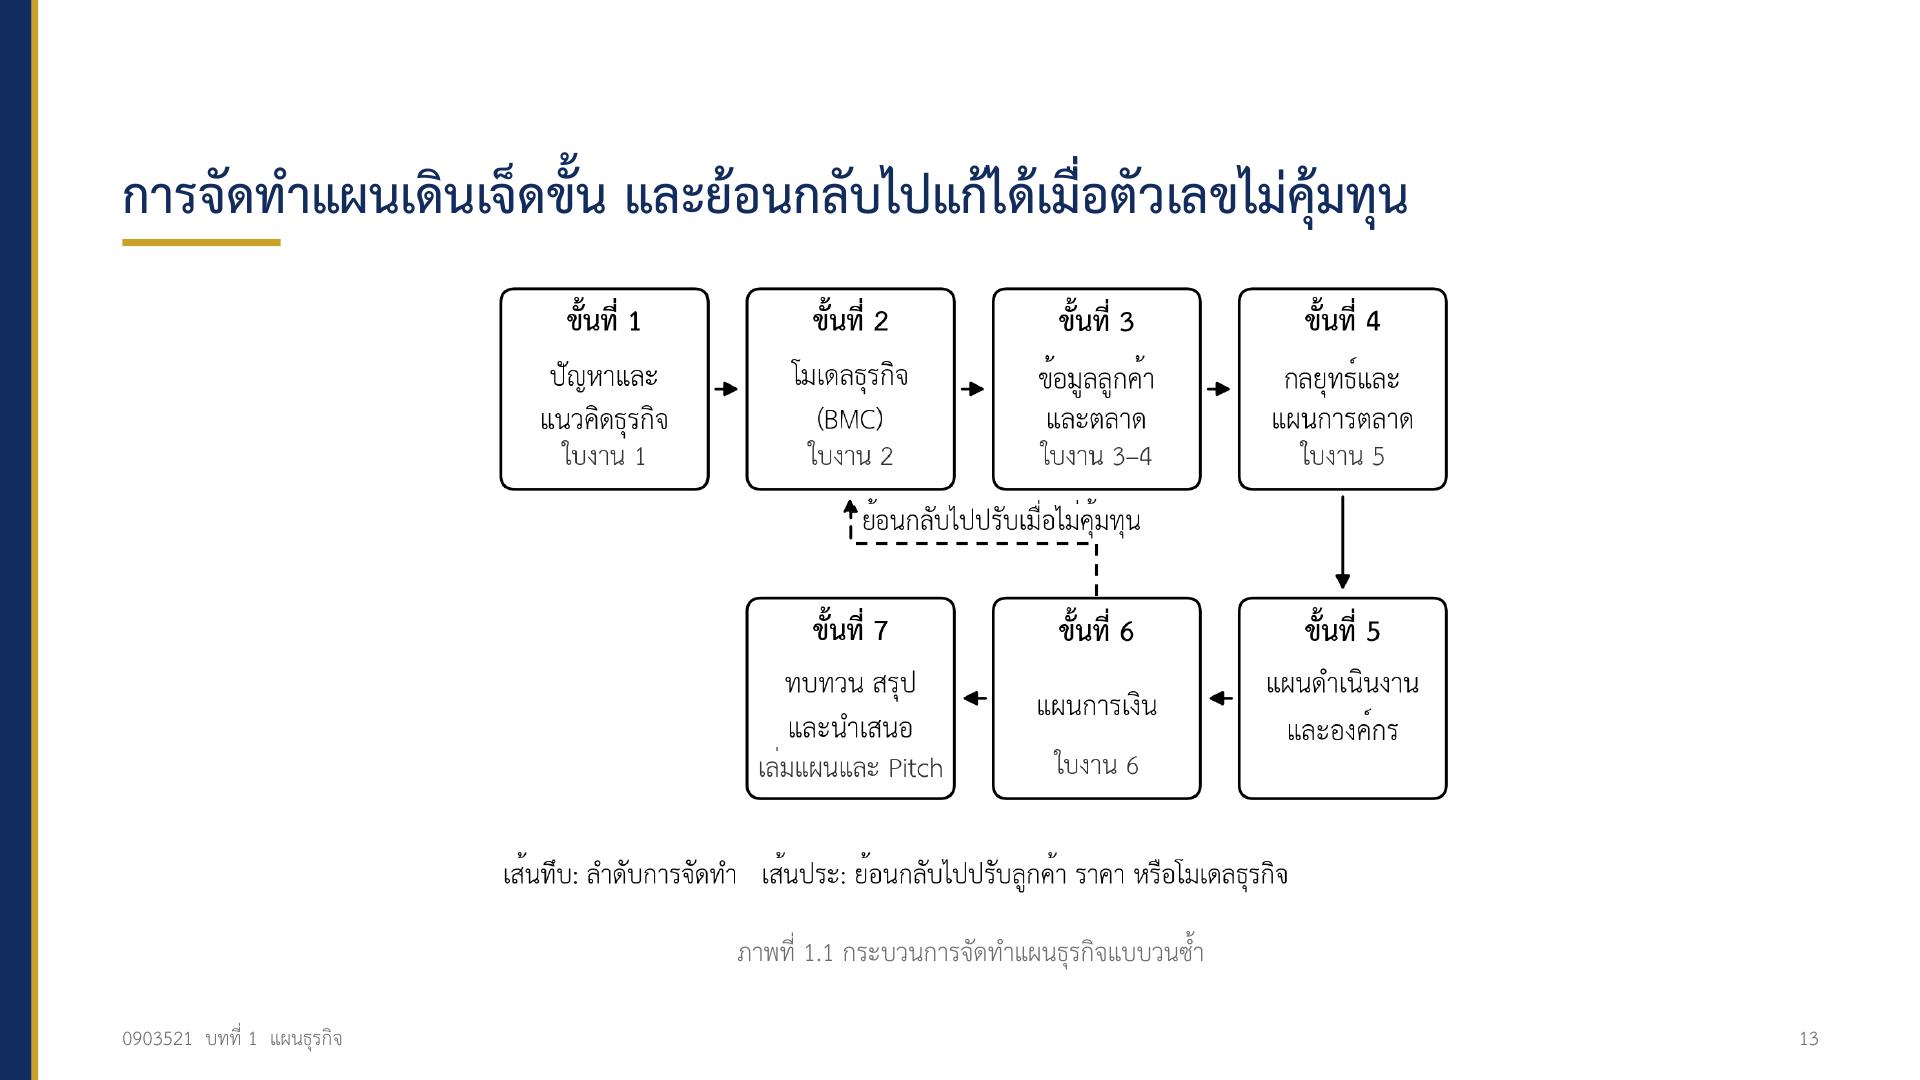 การจัดทำแผนเดินเจ็ดขั้น และย้อนกลับไปแก้ได้เมื่อตัวเลขไม่คุ้มทุน
ขั้นที่ 1
ปัญหาและ
แนวคิดธุรกิจ
ใบงาน 1
ขั้นที่ 2
โมเดลธุรกิจ
(BMC)
ใบงาน 2
ขั้นที่ 3
ข้อมูลลูกค้า
และตลาด
ใบงาน 3–4
ขั้นที่ 4
กลยุทธ์และ
แผนการตลาด
ใบงาน 5
ย้อนกลับไปปรับเมื่อไม่คุ้มทุน
ขั้นที่ 7
ทบทวน สรุป
และนำเสนอ
เล่มแผนและ Pitch
ขั้นที่ 6
แผนการเงิน
ใบงาน 6
ขั้นที่ 5
แผนดำเนินงาน
และองค์กร
เส้นทึบ: ลำดับการจัดทำ เส้นประ: ย้อนกลับไปปรับลูกค้า ราคา หรือโมเดลธุรกิจ
ภาพที่ 1.1 กระบวนการจัดทำแผนธุรกิจแบบวนซ้ำ
0903521 บทที่ 1 แผนธุรกิจ
13